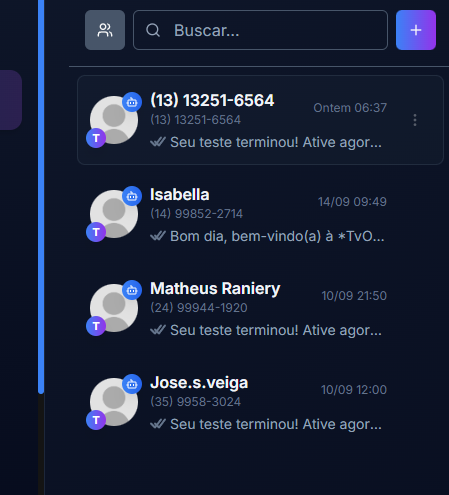 Buscar...
(13) 13251-6564
Ontem 06:37
(13) 13251-6564
T
Seu teste terminou! Ative agor...
Isabella
14/09 09:49
(14) 99852-2714
T
Bom dia, bem-vindo(a) à *TvO...
Matheus Raniery
10/09 21:50
(24) 99944-1920
T
Seu teste terminou! Ative agor...
Jose.s.veiga
10/09 12:00
(35) 9958-3024
T
Seu teste terminou! Ative agor...